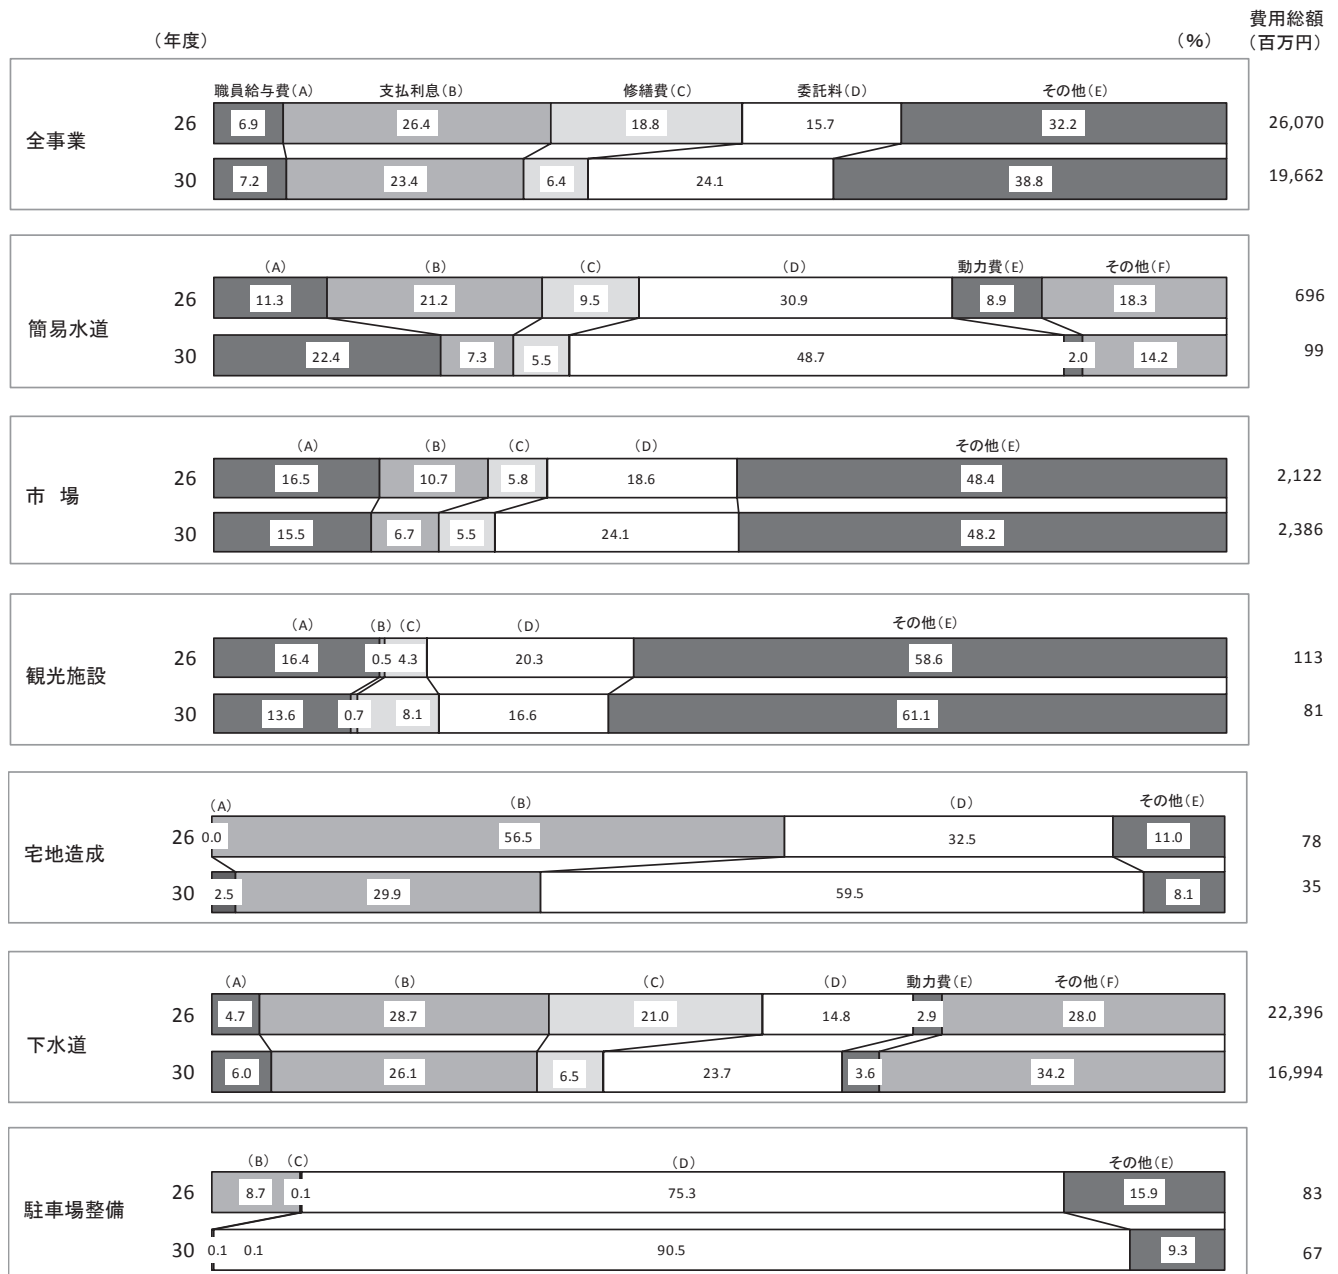 費用総額
（年度）　（％）　（百万円）
職員給与費（A）　支払利息（B）　修繕費（C）　委託料（D）　その他（E）
26　6.9　26.4　18.8　15.7　32.2　26,070
全事業
30　7.2　23.4　6.4　24.1　38.8　19,662
（A）　（B）　（C）　（D）　動力費（E）　その他（F）
26　11.3　21.2　9.5　30.9　8.9　18.3　696
簡易水道
30　22.4　7.3　5.5　48.7　2.0　14.2　99
（A）　（B）　（C）　（D）　その他（E）
26　16.5　10.7　5.8　18.6　48.4　2,122
市　場
30　15.5　6.7　5.5　24.1　48.2　2,386
（A）　（B）　（C）　（D）　その他（E）
26　16.4　0.5　4.3　20.3　58.6　113
観光施設
30　13.6　0.7　8.1　16.6　61.1　81
（A）　（B）　（D）　その他（E）
26　0.0　56.5　32.5　11.0　78
宅地造成
30　2.5　29.9　59.5　8.1　35
（A）　（B）　（C）　（D）　動力費（E）　その他（F）
26　4.7　28.7　21.0　14.8　2.9　28.0　22,396
下水道
30　6.0　26.1　6.5　23.7　3.6　34.2　16,994
（B）　（C）　（D）　その他（E）
26　8.7　0.1　75.3　15.9　83
駐車場整備
30　0.1　0.1　90.5　9.3　67